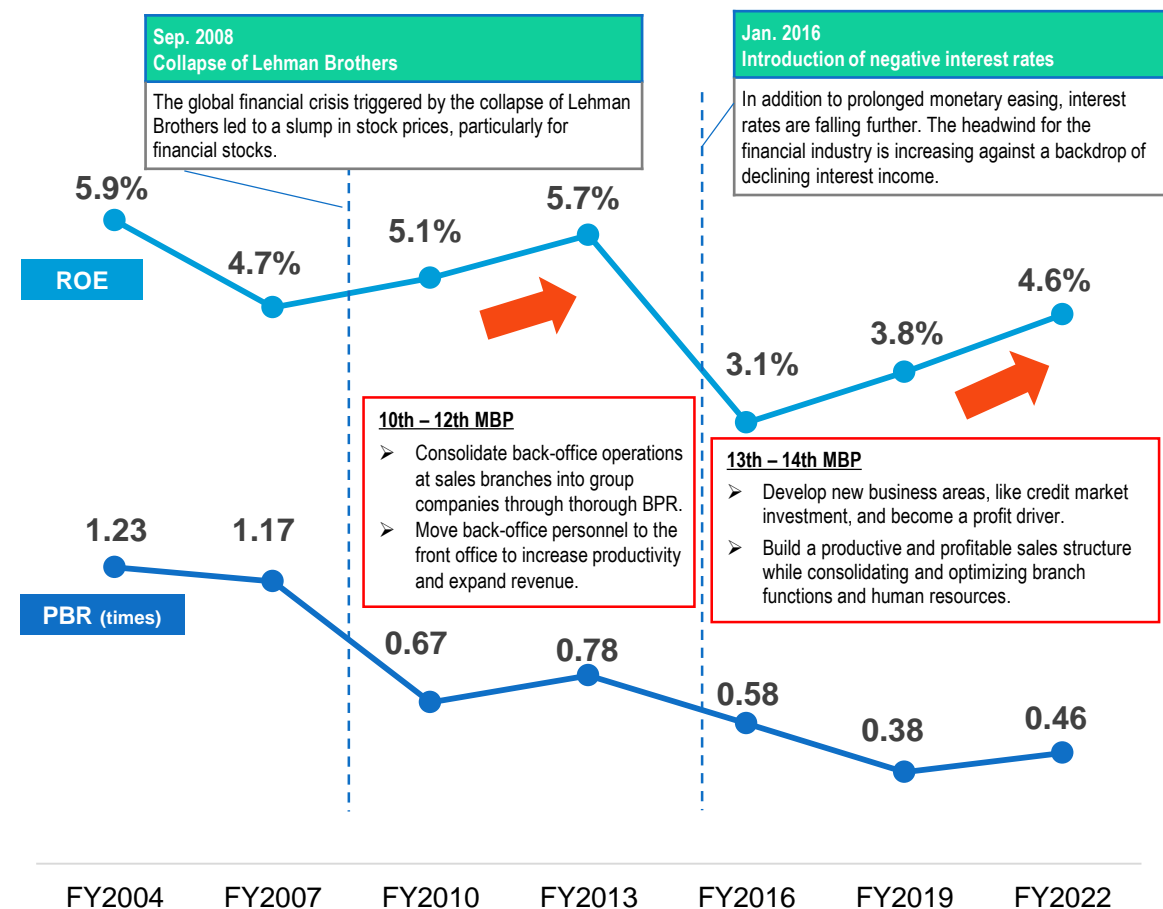 Sep. 2008
Collapse of Lehman Brothers
The global financial crisis triggered by the collapse of Lehman
Brothers led to a slump in stock prices, particularly for
financial stocks.
Jan. 2016
Introduction of negative interest rates
In addition to prolonged monetary easing, interest
rates are falling further. The headwind for the
financial industry is increasing against a backdrop of
declining interest income.
ROE
5.9%
4.7%
5.1%
5.7%
3.1%
3.8%
4.6%
10th – 12th MBP
➢ Consolidate back-office operations
at sales branches into group
companies through thorough BPR.
➢ Move back-office personnel to the
front office to increase productivity
and expand revenue.
13th – 14th MBP
➢ Develop new business areas, like credit market
investment, and become a profit driver.
➢ Build a productive and profitable sales structure
while consolidating and optimizing branch
functions and human resources.
PBR (times)
1.23
1.17
0.67
0.78
0.58
0.38
0.46
FY2004 FY2007 FY2010 FY2013 FY2016 FY2019 FY2022